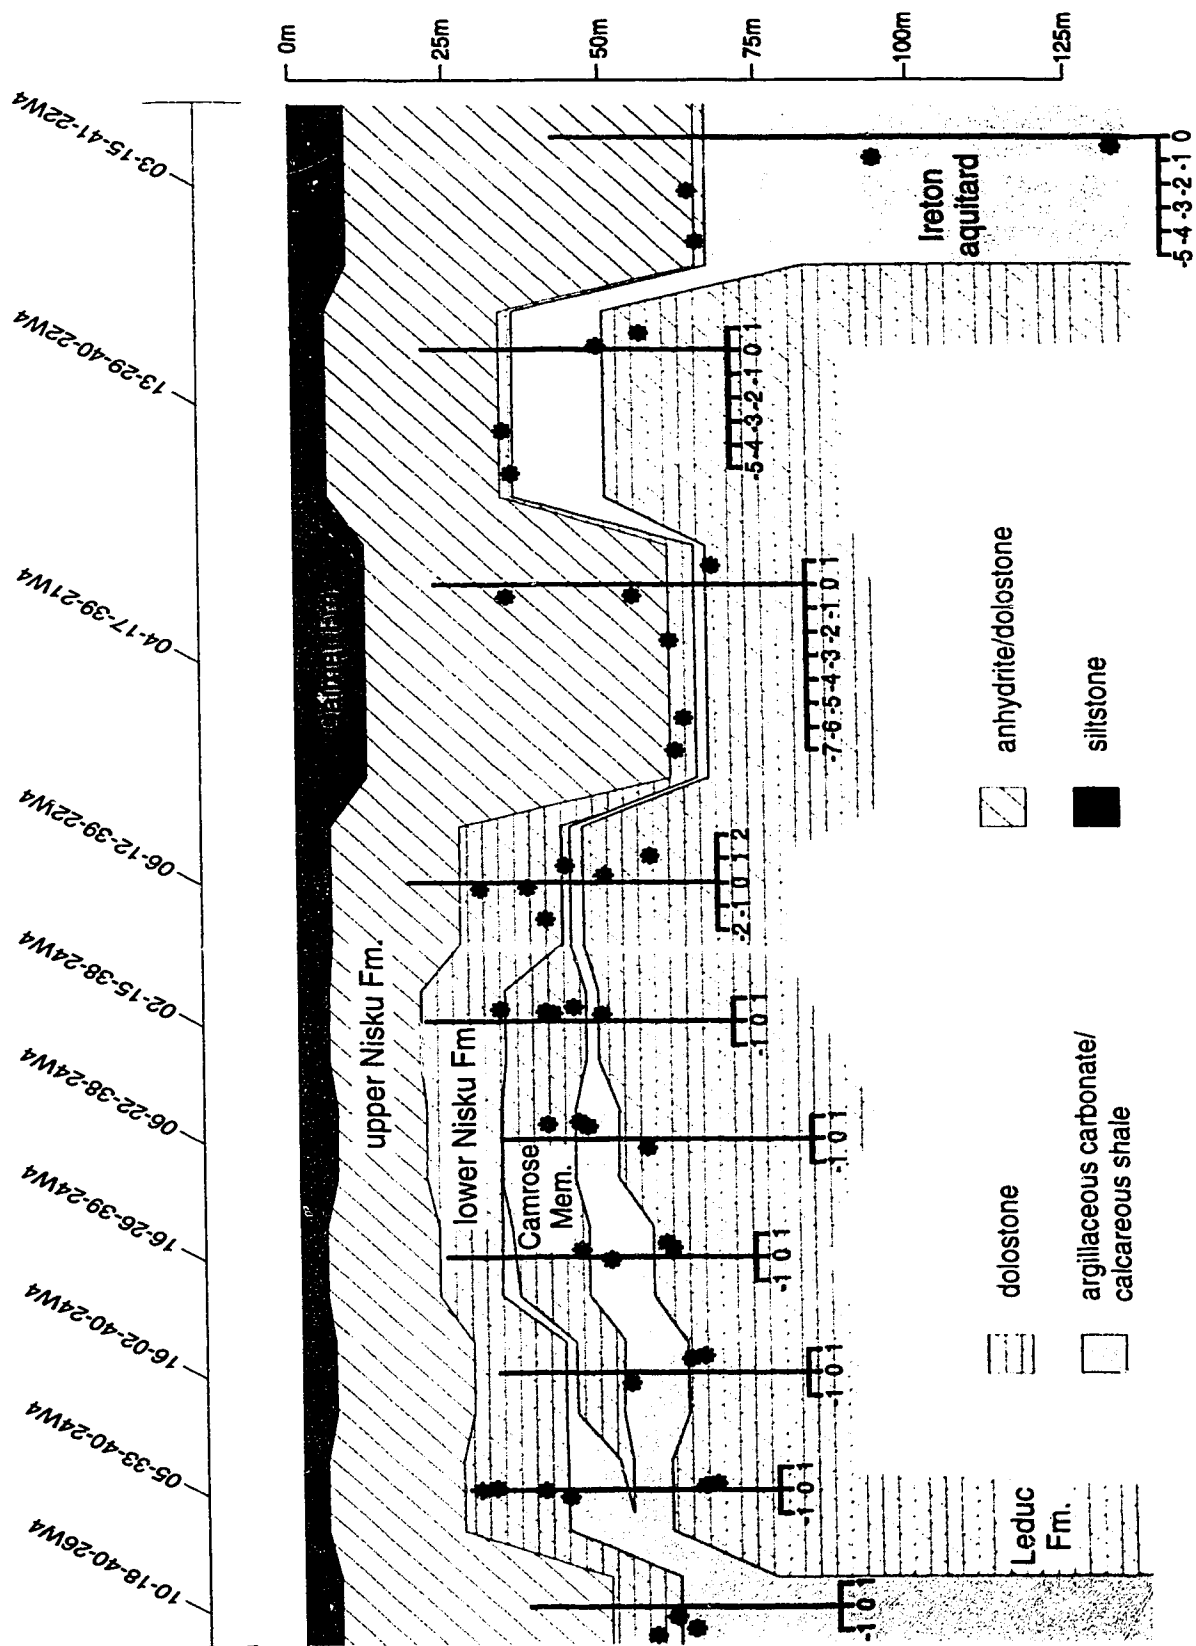 10-18-40-26W4
05-33-40-24W4
16-02-40-24W4
16-26-39-24W4
06-22-38-24W4
02-15-38-24W4
06-12-39-22W4
04-17-39-21W4
13-29-40-22W4
03-15-41-22W4
0m
25m
50m
75m
100m
125m
upper Nisku Fm.
lower Nisku Fm
Camrose
Mem.
Ireton
aquitard
Leduc
Fm.
-1 0 1
-1 0 1
-1 0 1
-1 0 1
-1 0 1
-1 0 1
-2 -1 0 1 2
-7 -6 -5 -4 -3 -2 -1 0 1
-5 -4 -3 -2 -1 0 1
-5 -4 -3 -2 -1 0
dolostone
argillaceous carbonate/
calcareous shale
anhydrite/dolostone
siltstone